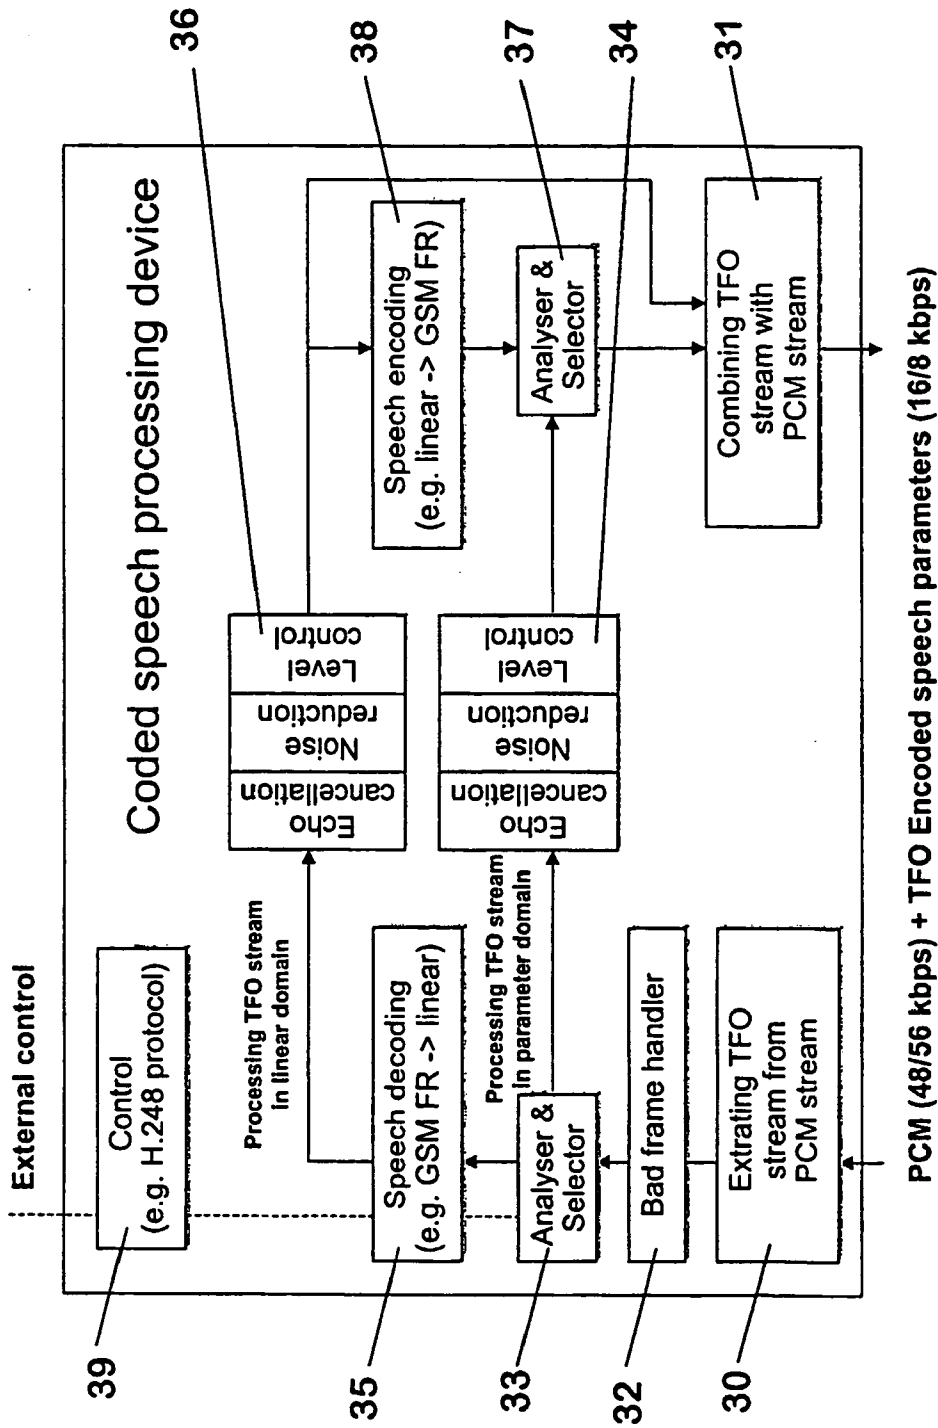 External control
Coded speech processing device
Control
(e.g. H.248 protocol)
39
Processing TFO stream
in linear domain
Echo
cancellation
Noise
reduction
Level
control
36
Speech decoding
(e.g. GSM FR -> linear)
35
Speech encoding
(e.g. linear -> GSM FR)
38
Processing TFO stream
in parameter domain
Echo
cancellation
Noise
reduction
Level
control
34
Analyser &
Selector
33
Analyser &
Selector
37
Bad frame handler
32
Extrating TFO
stream from
PCM stream
30
Combining TFO
stream with
PCM stream
31
PCM (48/56 kbps) + TFO Encoded speech parameters (16/8 kbps)